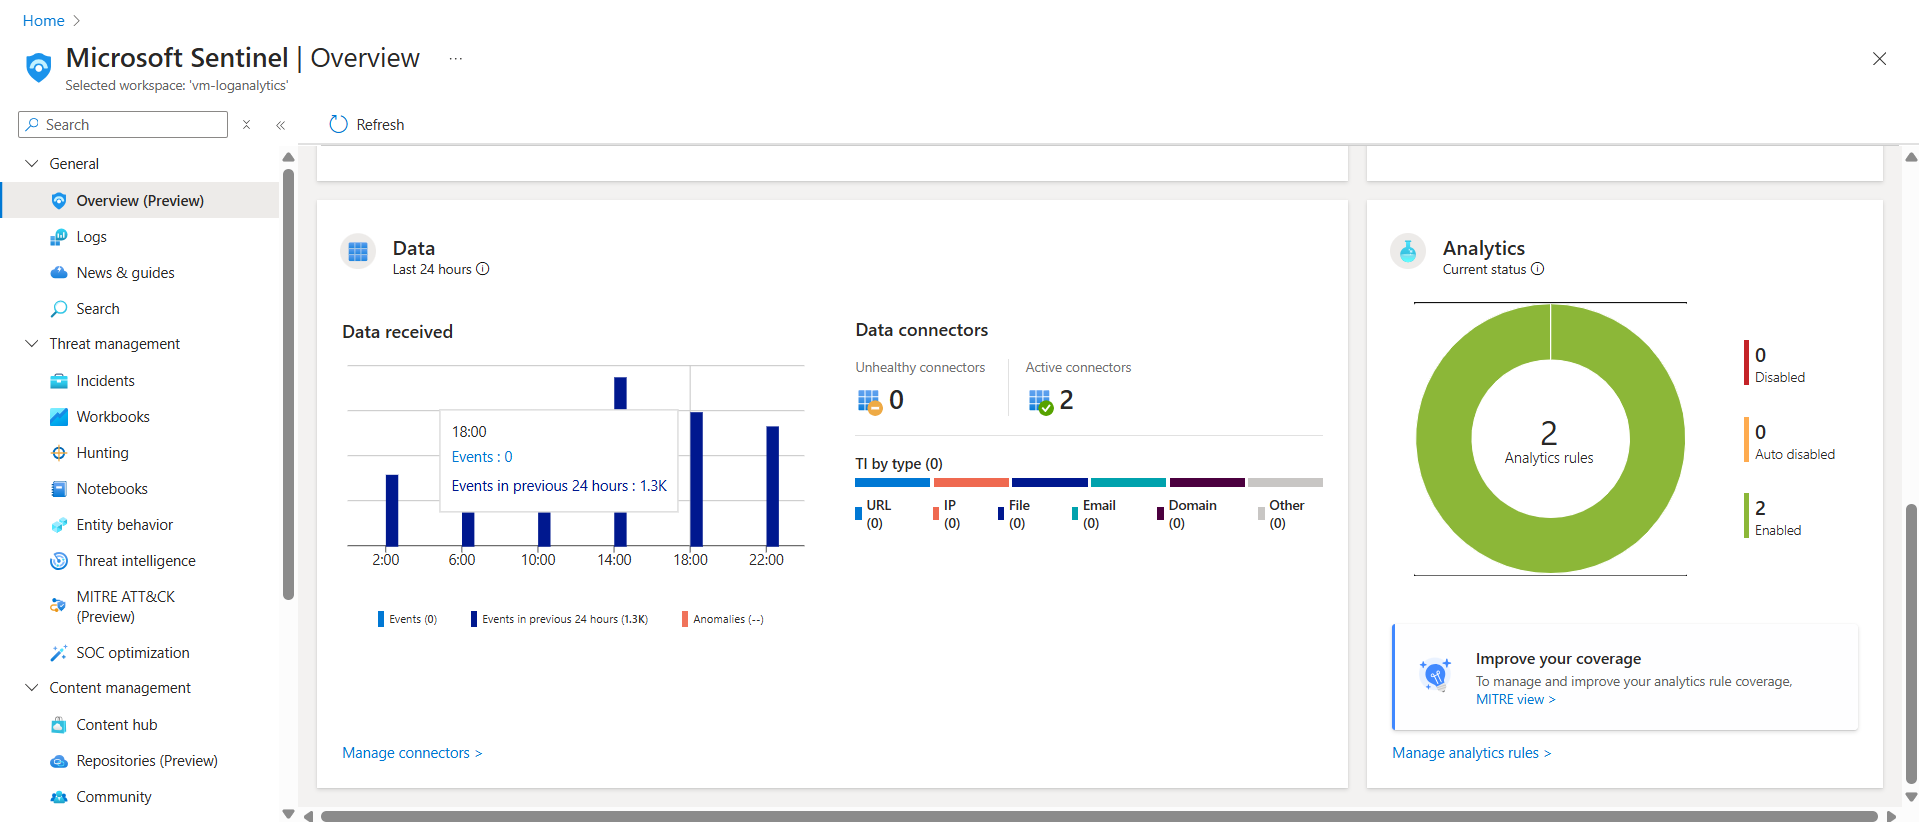 Home
Microsoft Sentinel | Overview ...
Selected workspace: 'vm-loganalytics'
Search
«
Refresh
General
Overview (Preview)
Logs
News & guides
Search
Threat management
Incidents
Workbooks
Hunting
Notebooks
Entity behavior
Threat intelligence
MITRE ATT&CK
(Preview)
SOC optimization
Content management
Content hub
Repositories (Preview)
Community
Data
Last 24 hours
Data received
18:00
Events : 0
Events in previous 24 hours : 1.3K
2:00 6:00 10:00 14:00 18:00 22:00
Events (0) Events in previous 24 hours (1.3K) Anomalies (--)
Manage connectors >
Data connectors
Unhealthy connectors
0
Active connectors
2
TI by type (0)
URL
(0)
IP
(0)
File
(0)
Email
(0)
Domain
(0)
Other
(0)
Analytics
Current status
2
Analytics rules
0
Disabled
0
Auto disabled
2
Enabled
Improve your coverage
To manage and improve your analytics rule coverage,
MITRE view >
Manage analytics rules >